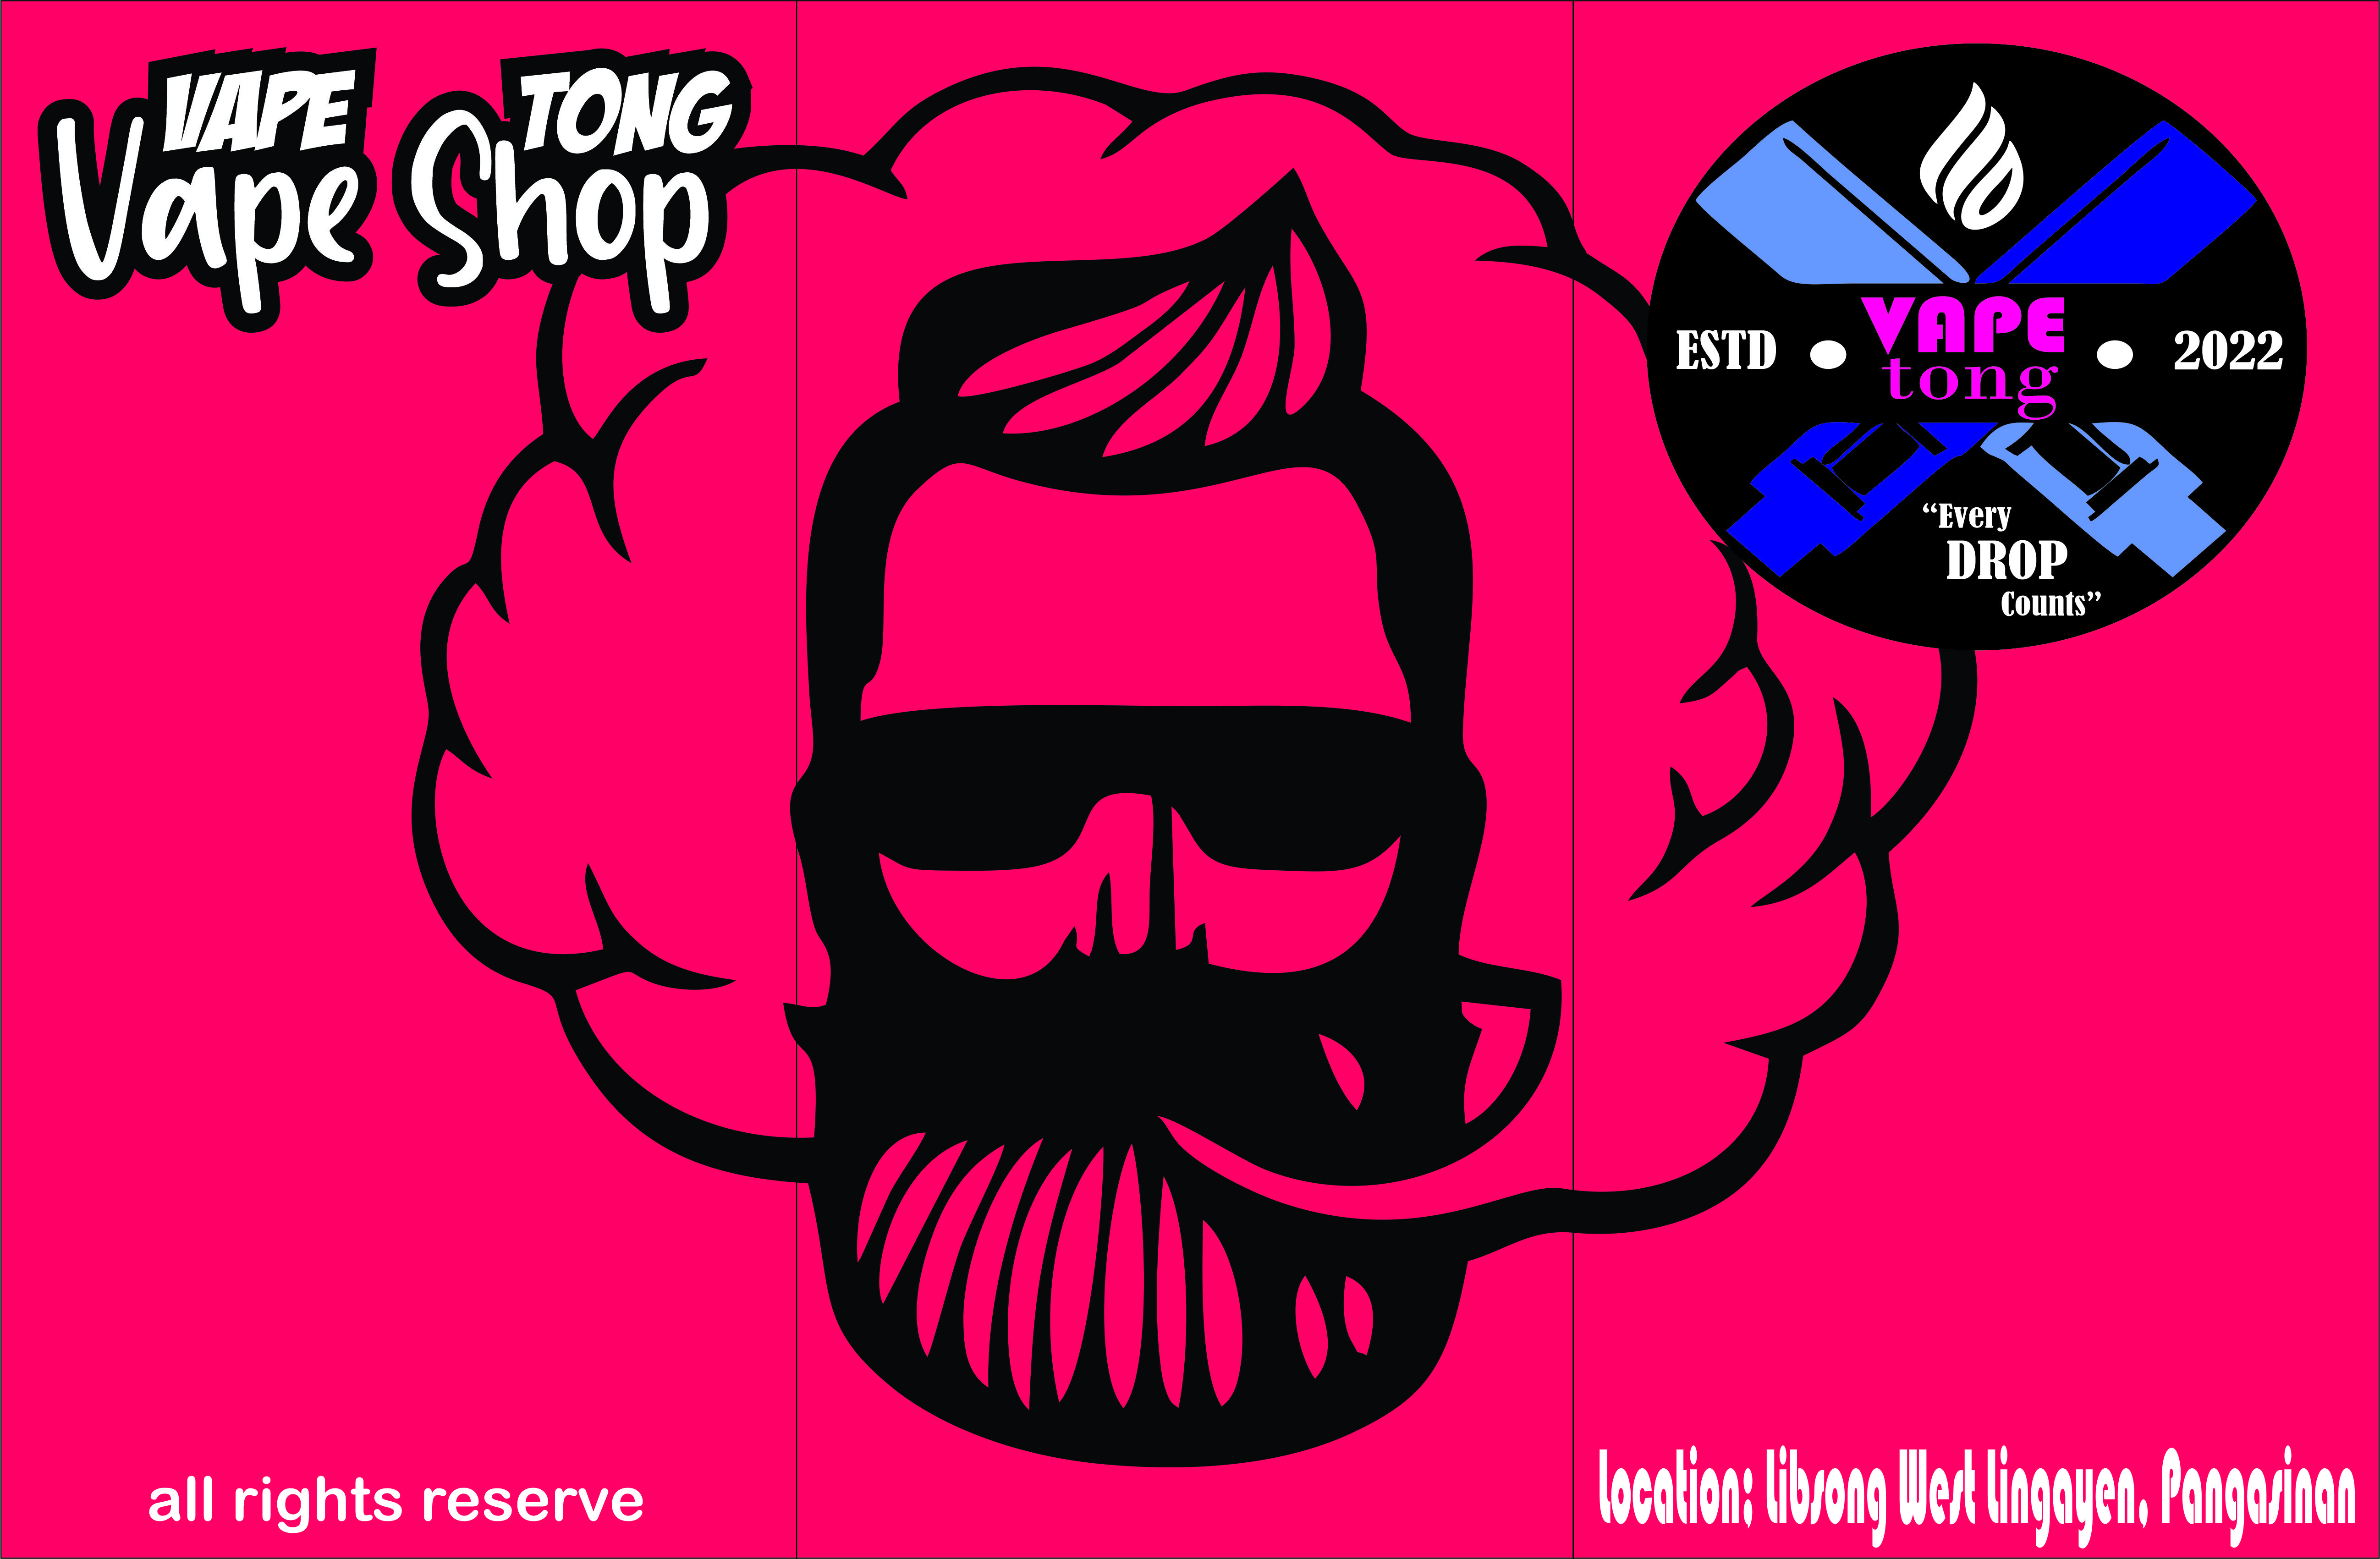 VAPE TONG
Vape Shop
VAPE
tong
ESTD • 2022
“Every
DROP
Counts”
all rights reserve
Location; Libsong West Lingayen, Pangasinan